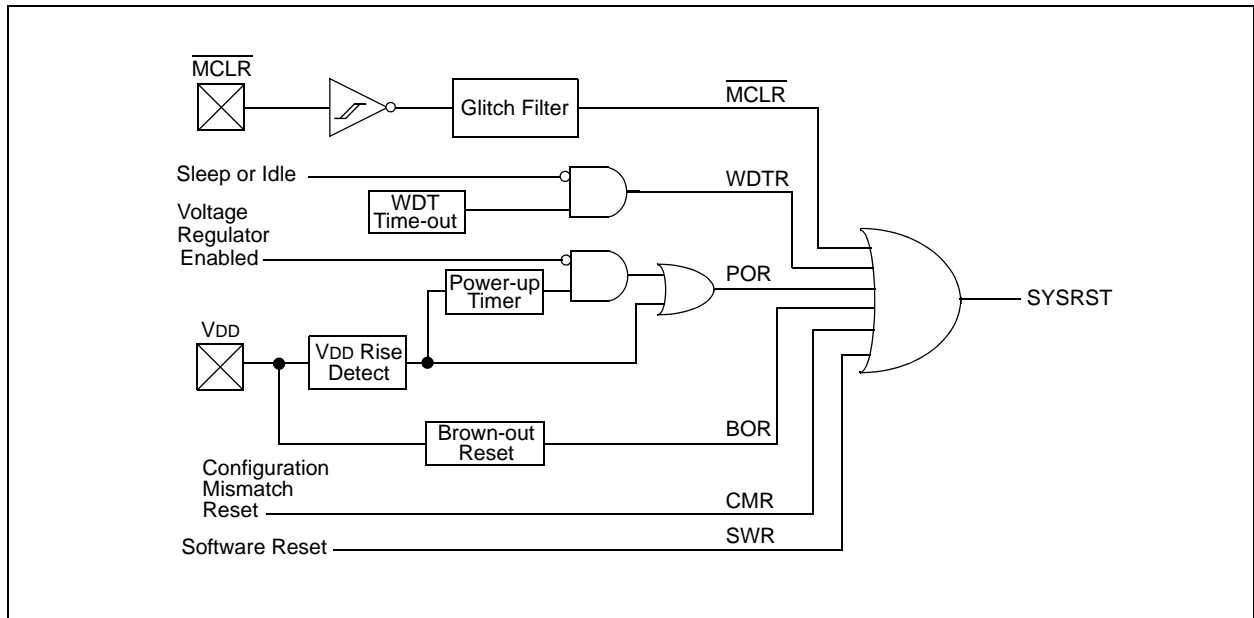 MCLR
Glitch Filter
MCLR
Sleep or Idle
WDT
Time-out
WDTR
Voltage
Regulator
Enabled
Power-up
Timer
POR
SYSRST
VDD
VDD Rise
Detect
Brown-out
Reset
BOR
Configuration
Mismatch
Reset
CMR
Software Reset
SWR